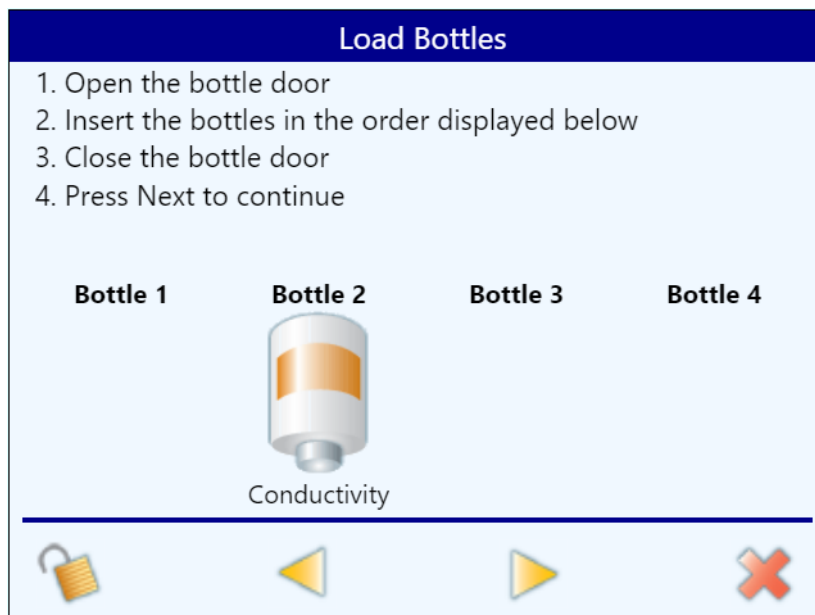 Load Bottles
1. Open the bottle door
2. Insert the bottles in the order displayed below
3. Close the bottle door
4. Press Next to continue
Bottle 1 Bottle 2 Bottle 3 Bottle 4
Conductivity